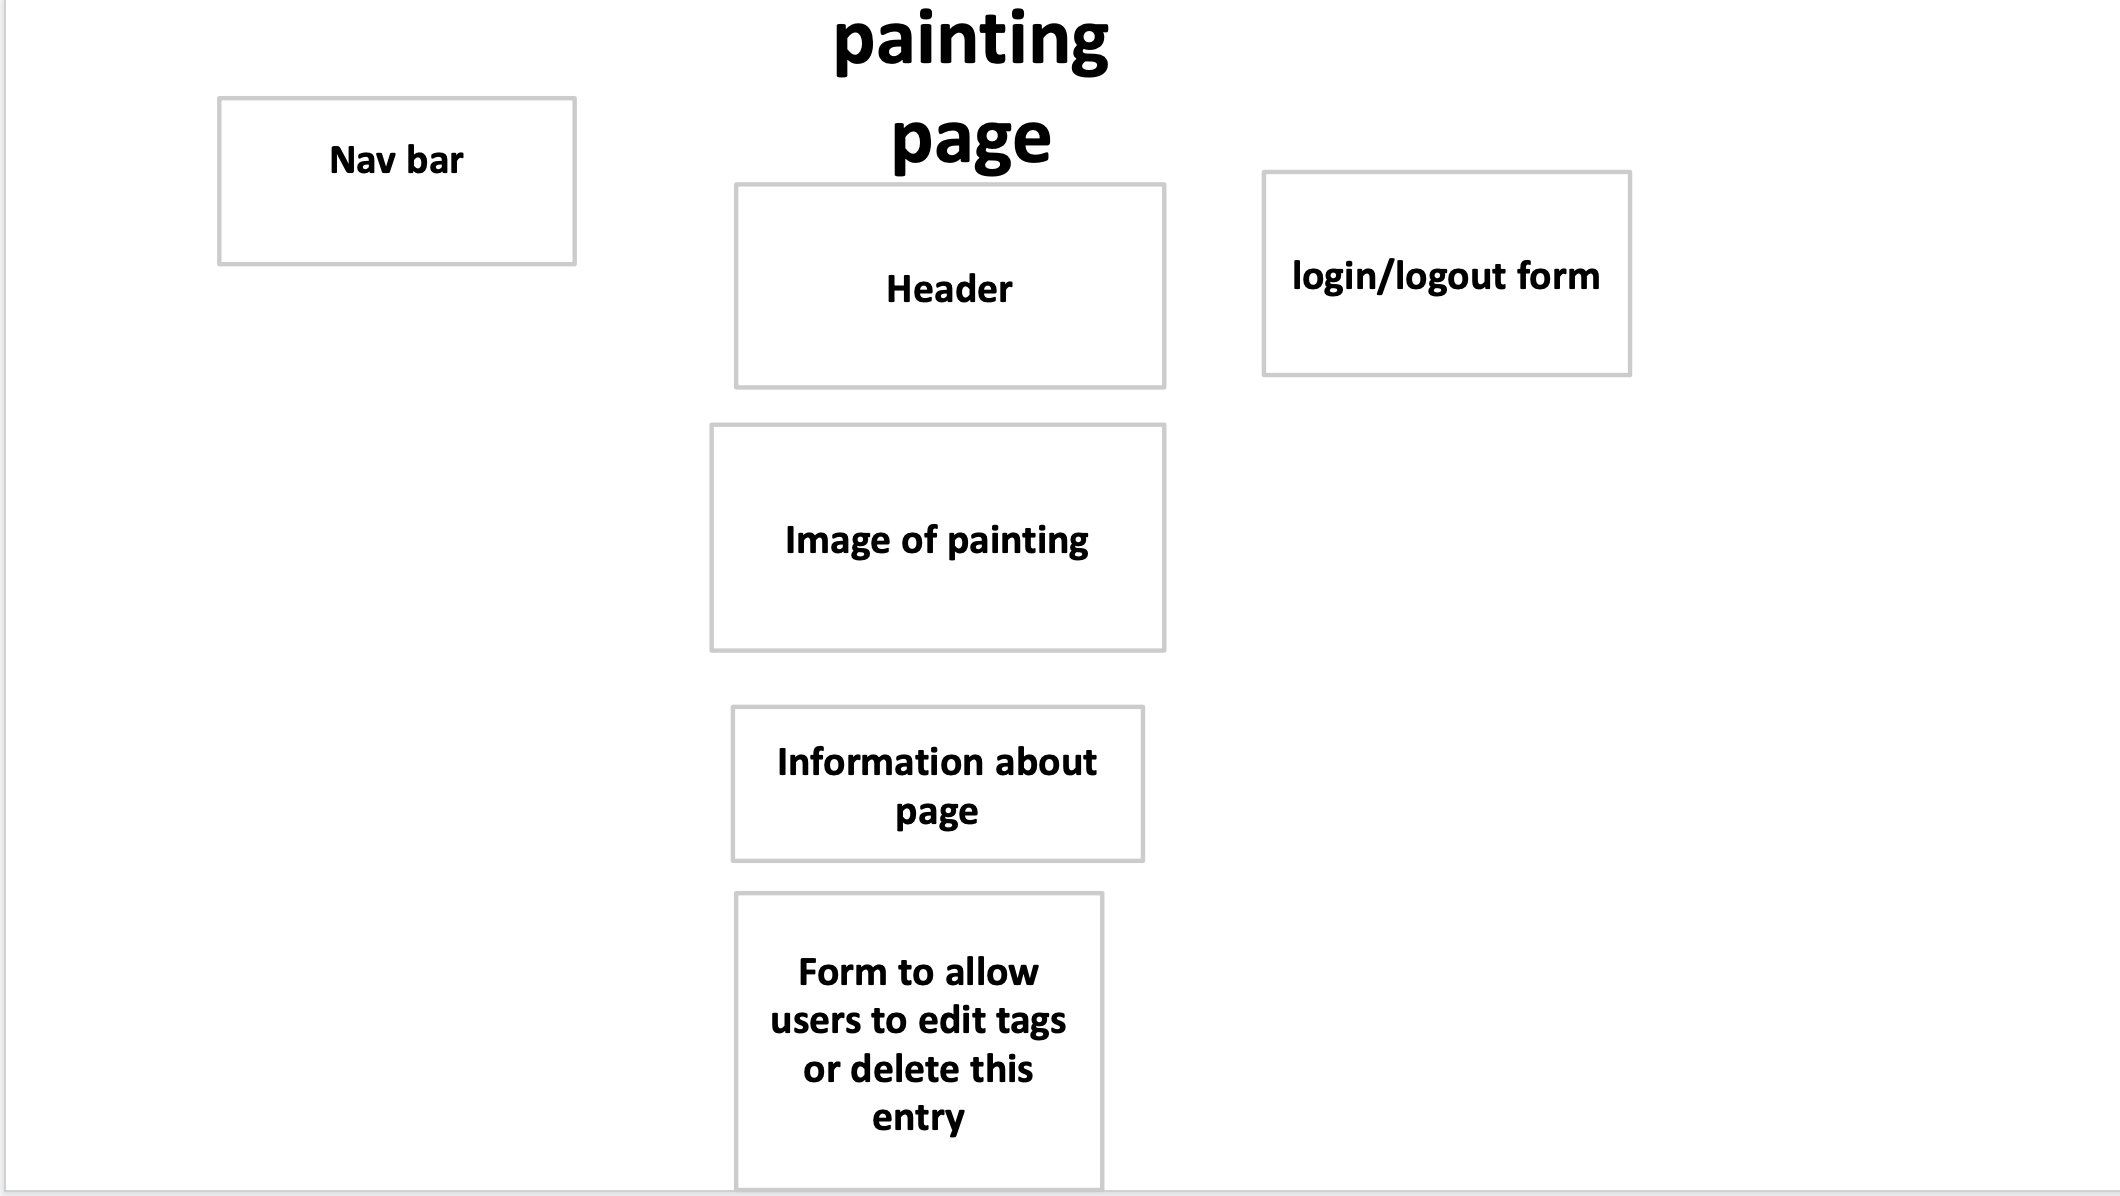 painting
page
Nav bar
Header
login/logout form
Image of painting
Information about
page
Form to allow
users to edit tags
or delete this
entry